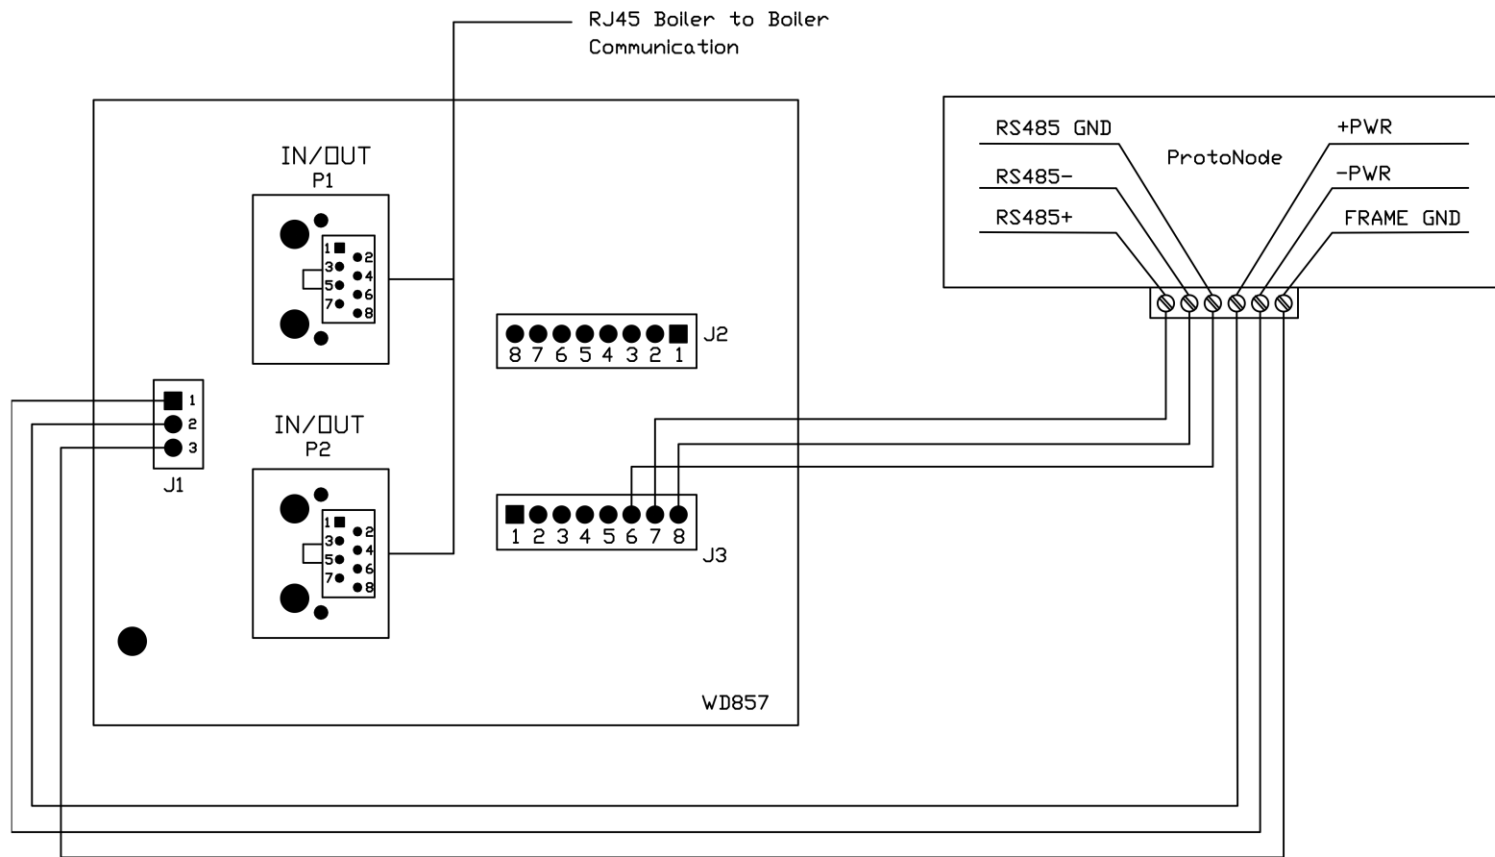 RJ45 Boiler to Boiler
Communication
IN/OUT
P1
1
2
3
4
5
6
7
8
RS485 GND
RS485-
RS485+
ProtoNode
+PWR
-PWR
FRAME GND
8 7 6 5 4 3 2 1
J2
1
2
3
J1
IN/OUT
P2
1
2
3
4
5
6
7
8
1 2 3 4 5 6 7 8
J3
WD857